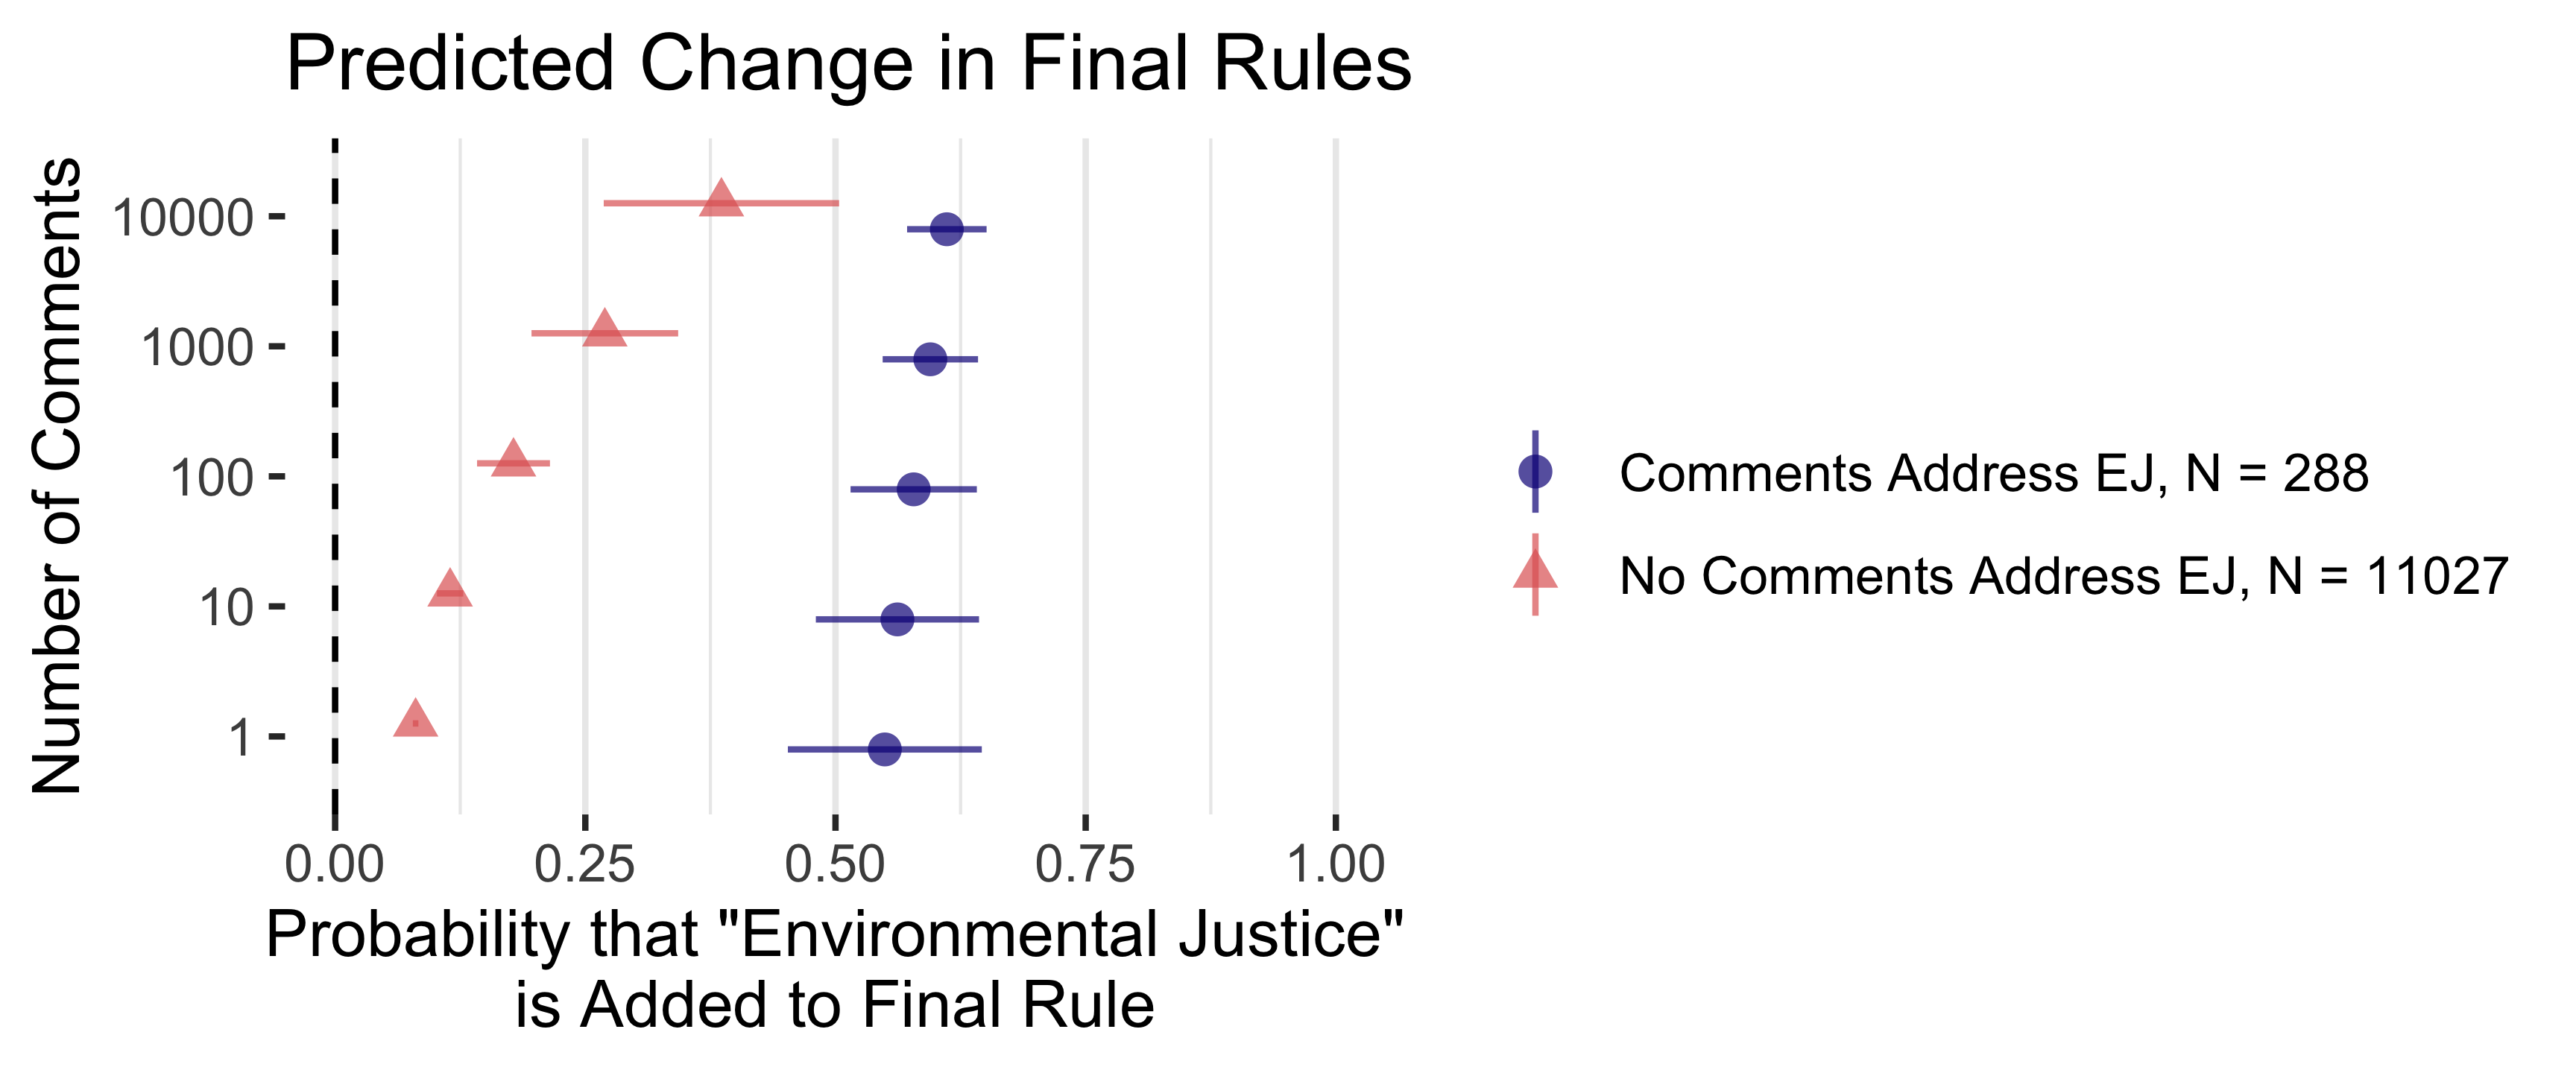 Predicted Change in Final Rules
Number of Comments
10000
1000
100
10
1
0.00 0.25 0.50 0.75 1.00
Probability that "Environmental Justice"
is Added to Final Rule
Comments Address EJ, N = 288
No Comments Address EJ, N = 11027